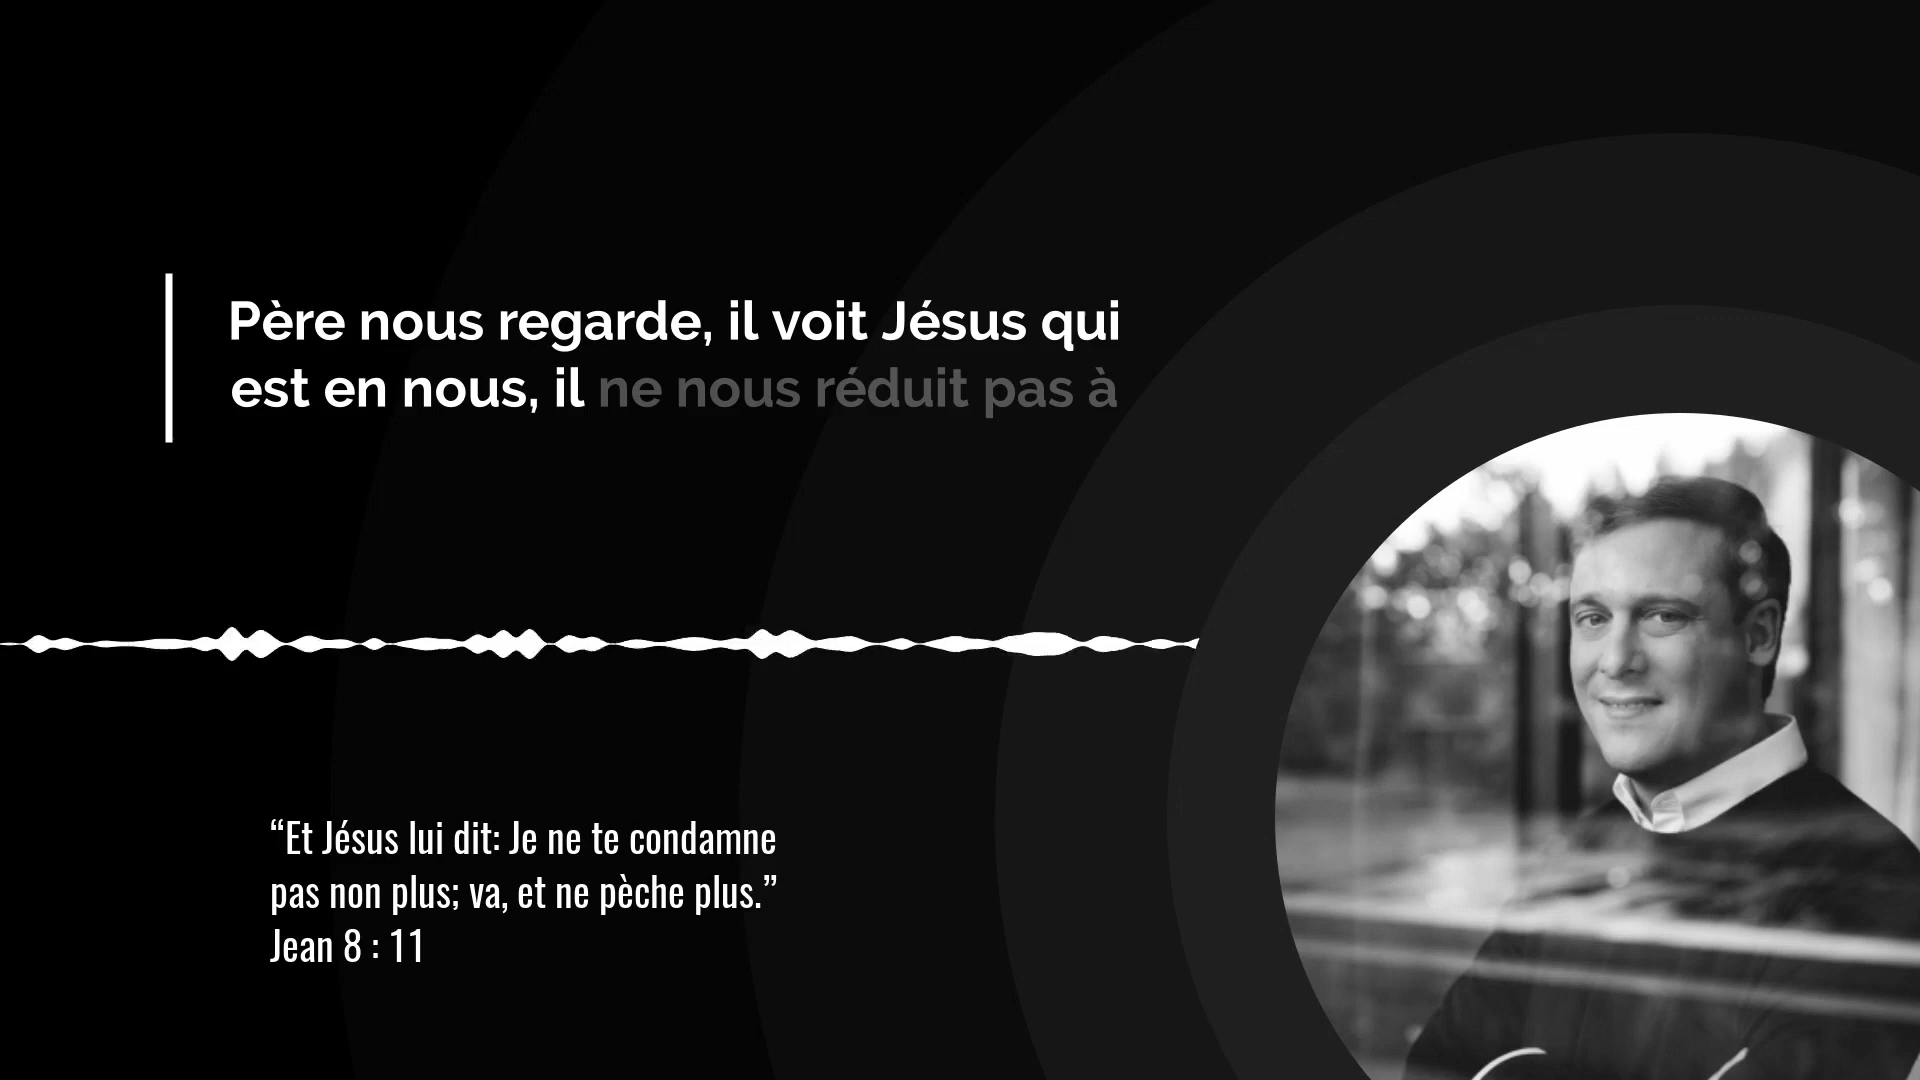 Père nous regarde, il voit Jésus qui
est en nous, il ne nous réduit pas à
“Et Jésus lui dit: Je ne te condamne
pas non plus; va, et ne pèche plus.”
Jean 8 : 11